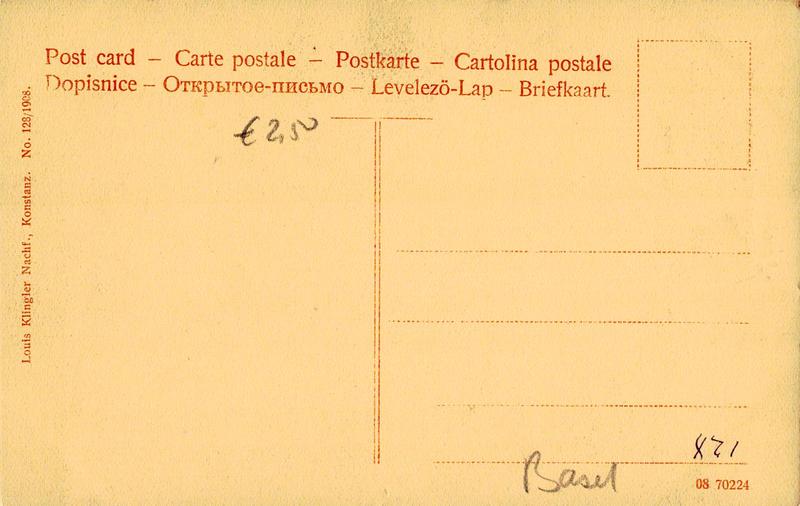 Post card – Carte postale – Postkarte – Cartolina postale
Dopisnice – Открытое-письмо – Levelezö-Lap – Briefkaart.
€ 2,50
Louis Klingler Nachf., Konstanz. No. 128/1908.
Basel
08 70224